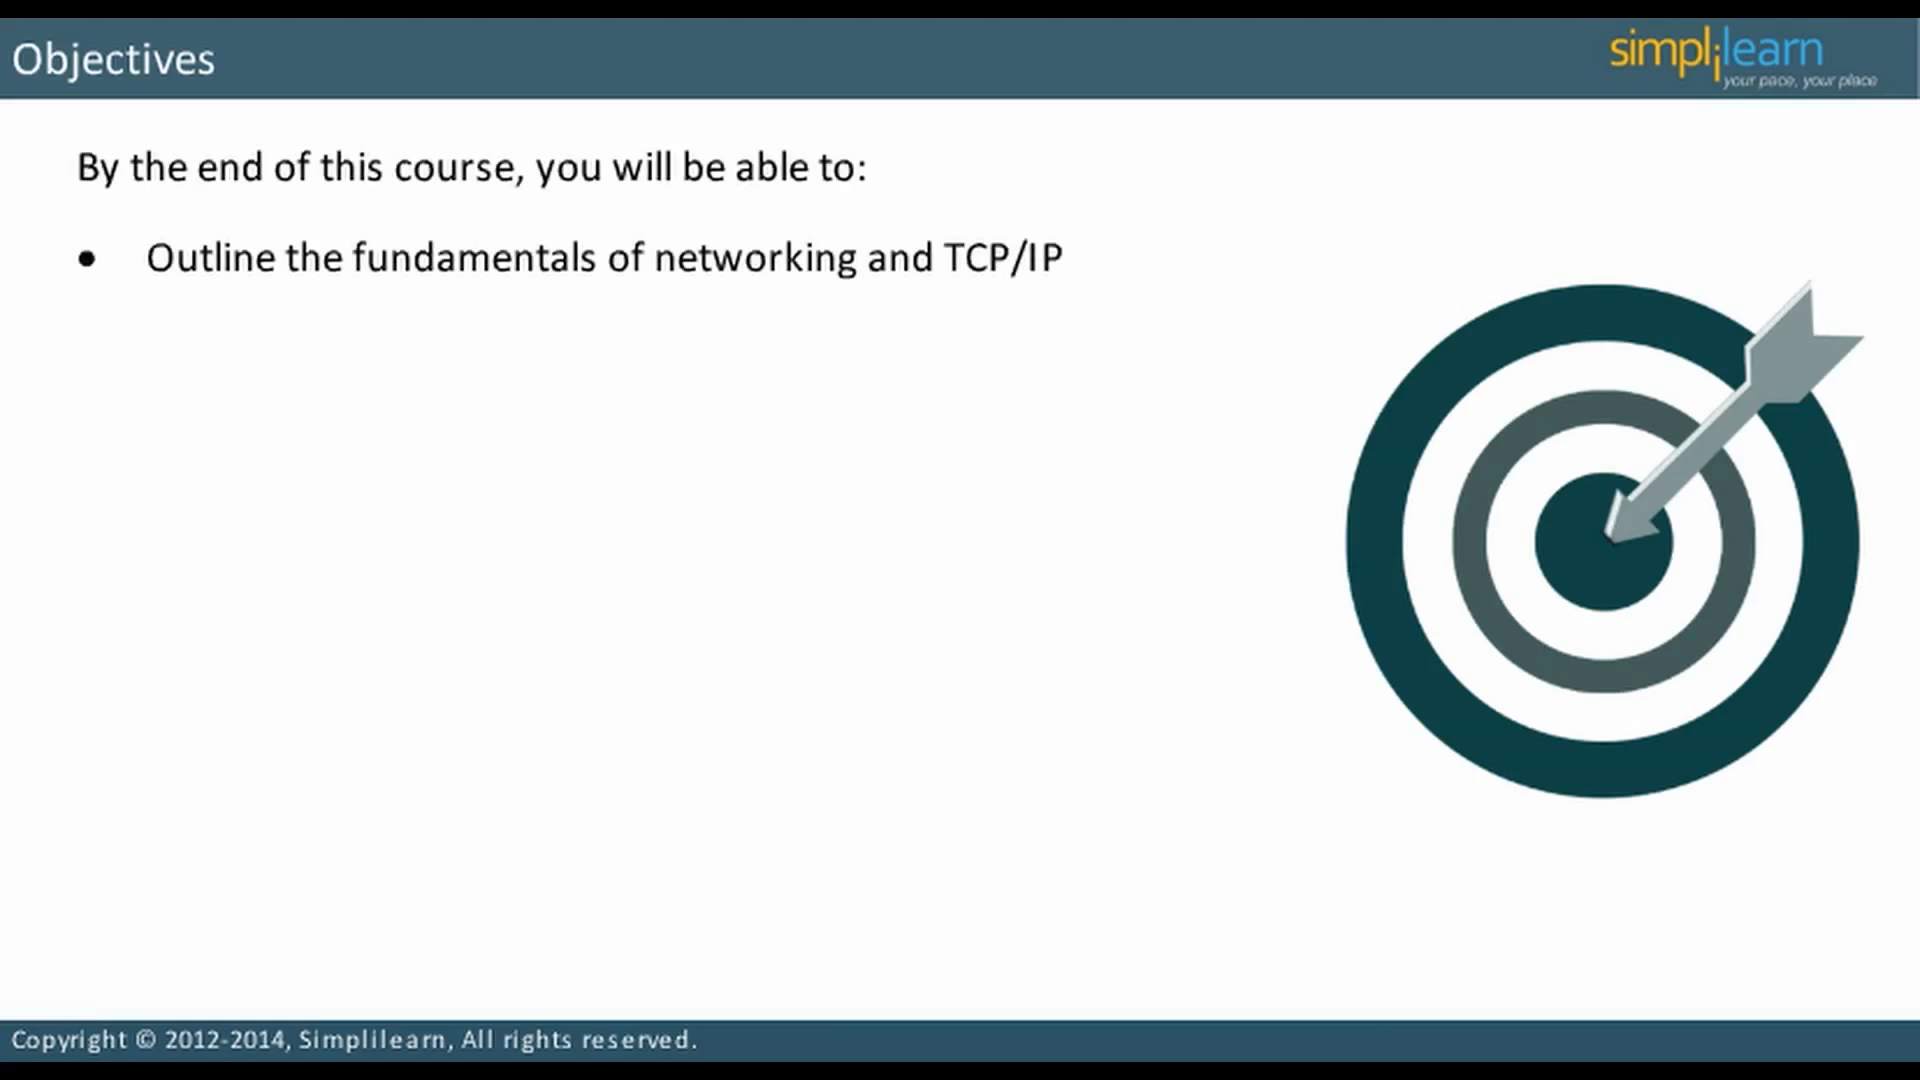 Objectives
simplilearn
your pace, your place
By the end of this course, you will be able to:
• Outline the fundamentals of networking and TCP/IP
Copyright © 2012-2014, Simplilearn, All rights reserved.